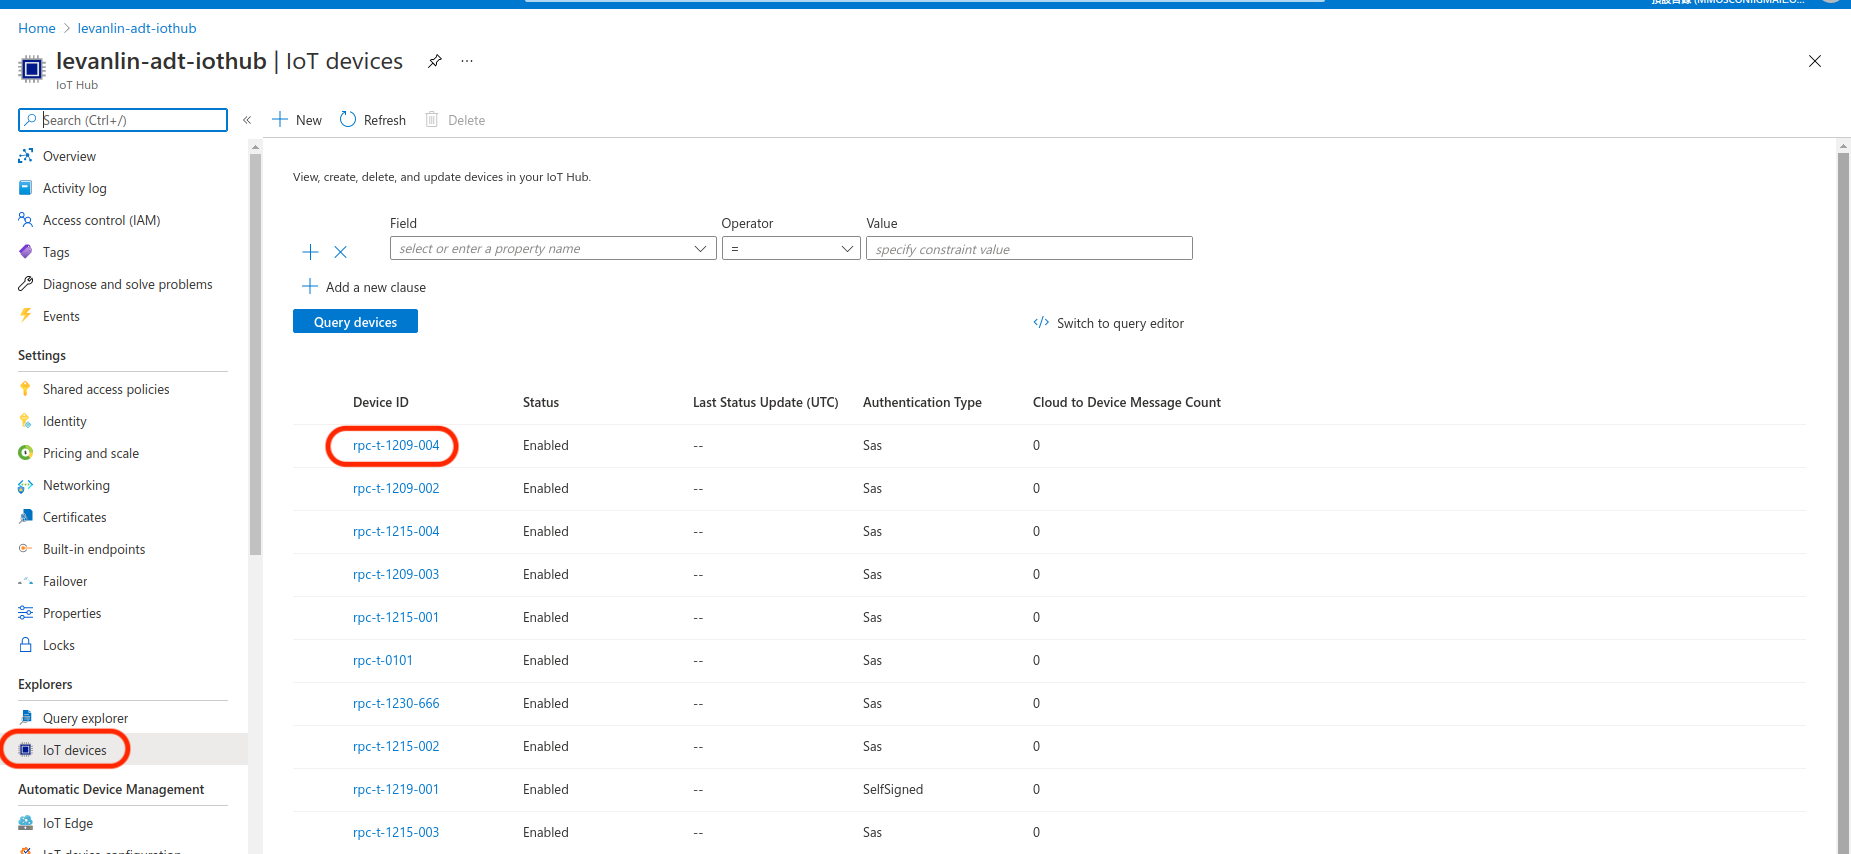 Home > levanlin-adt-iothub
levanlin-adt-iothub | IoT devices
IoT Hub
Search (Ctrl+/)
«
New
Refresh
Delete
Overview
Activity log
Access control (IAM)
Tags
Diagnose and solve problems
Events
Settings
Shared access policies
Identity
Pricing and scale
Networking
Certificates
Built-in endpoints
Failover
Properties
Locks
Explorers
Query explorer
IoT devices
Automatic Device Management
IoT Edge
IoT device configuration
View, create, delete, and update devices in your IoT Hub.
Field Operator Value
select or enter a property name = specify constraint value
Add a new clause
Query devices
</> Switch to query editor
Device ID Status Last Status Update (UTC) Authentication Type Cloud to Device Message Count
rpc-t-1209-004 Enabled -- Sas 0
rpc-t-1209-002 Enabled -- Sas 0
rpc-t-1215-004 Enabled -- Sas 0
rpc-t-1209-003 Enabled -- Sas 0
rpc-t-1215-001 Enabled -- Sas 0
rpc-t-0101 Enabled -- Sas 0
rpc-t-1230-666 Enabled -- Sas 0
rpc-t-1215-002 Enabled -- Sas 0
rpc-t-1219-001 Enabled -- SelfSigned 0
rpc-t-1215-003 Enabled -- Sas 0